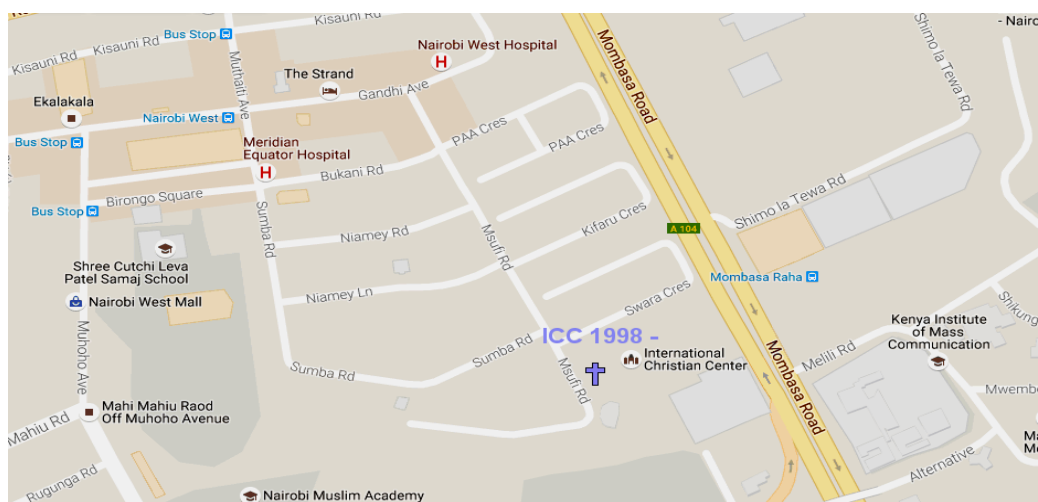 Kisauni Rd
Kisauni Rd
Bus Stop
Muthaiti Ave
Nairobi West Hospital
The Strand
Gandhi Ave
Ekalakala
Nairobi West
Bus Stop
Meridian
Equator Hospital
Bukani Rd
PAA Cres
PAA Cres
Birongo Square
Bus Stop
Sumba Rd
Niamey Rd
Msufi Rd
Kifaru Cres
Mombasa Road
Shimo la Tewa Rd
Shimo la Tewa Rd
- Nairo
A 104
Shree Cutchi Leva
Patel Samaj School
Nairobi West Mall
Niamey Ln
Mombasa Raha
Swara Cres
Muhoho Ave
ICC 1998 -
Sumba Rd
Sumba Rd
International
Christian Center
Msufi Rd
Mombasa Road
Melili Rd
Kenya Institute
of Mass
Communication
Shikung
Mwemb
Mahi Mahiu Raod
Off Muhoho Avenue
Mahiu Rd
Rugunga Rd
Nairobi Muslim Academy
Alternative
Ma
M